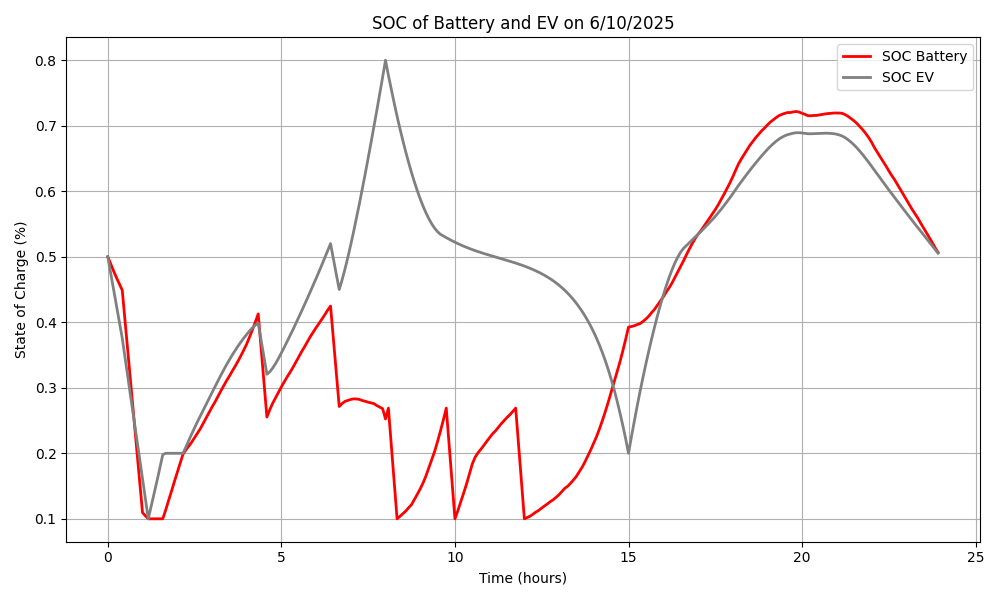 SOC of Battery and EV on 6/10/2025
SOC Battery
SOC EV
State of Charge (%)
0.8
0.7
0.6
0.5
0.4
0.3
0.2
0.1
0 5 10 15 20 25
Time (hours)